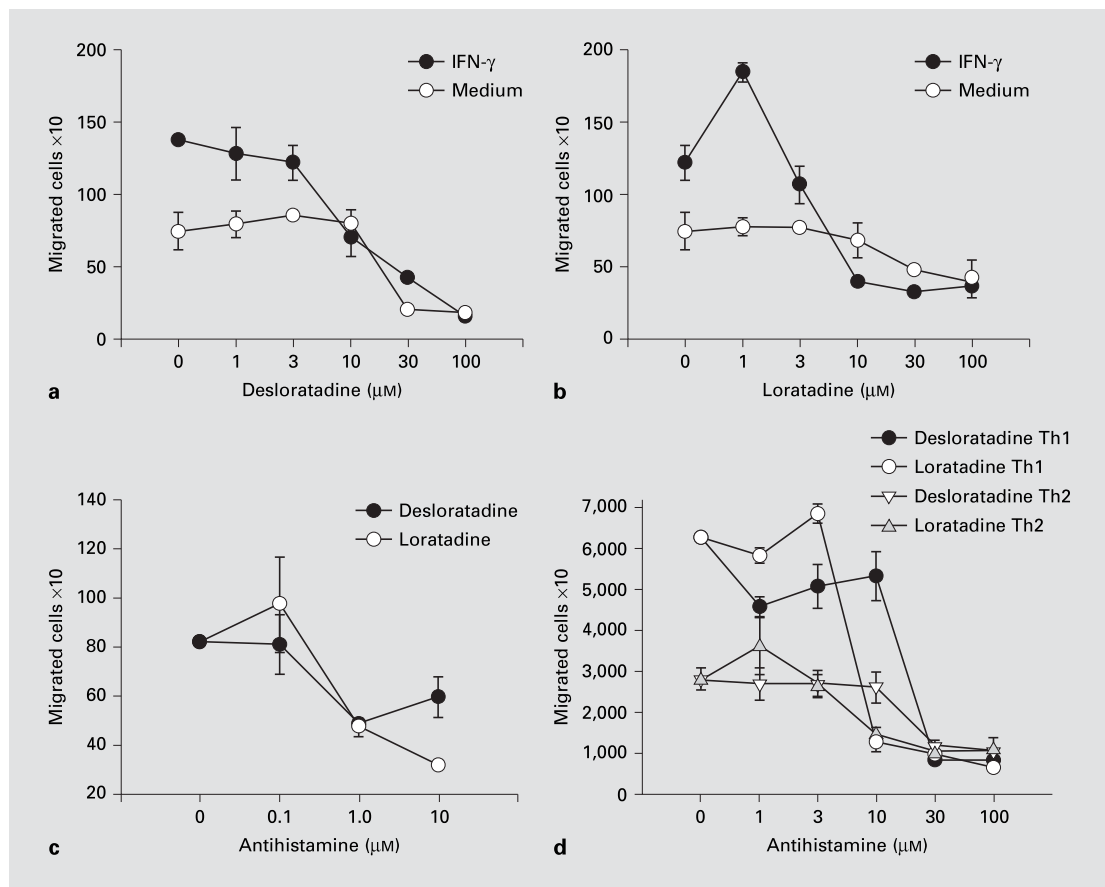 200
150
100
50
0
Migrated cells ×10
IFN-γ
Medium
0 1 3 10 30 100
Desloratadine (μM)
a
200
150
100
50
0
Migrated cells ×10
IFN-γ
Medium
0 1 3 10 30 100
Loratadine (μM)
b
140
120
100
80
60
40
20
Migrated cells ×10
Desloratadine
Loratadine
0 0.1 1.0 10
Antihistamine (μM)
c
Desloratadine Th1
Loratadine Th1
Desloratadine Th2
Loratadine Th2
7,000
6,000
5,000
4,000
3,000
2,000
1,000
0
Migrated cells ×10
0 1 3 10 30 100
Antihistamine (μM)
d